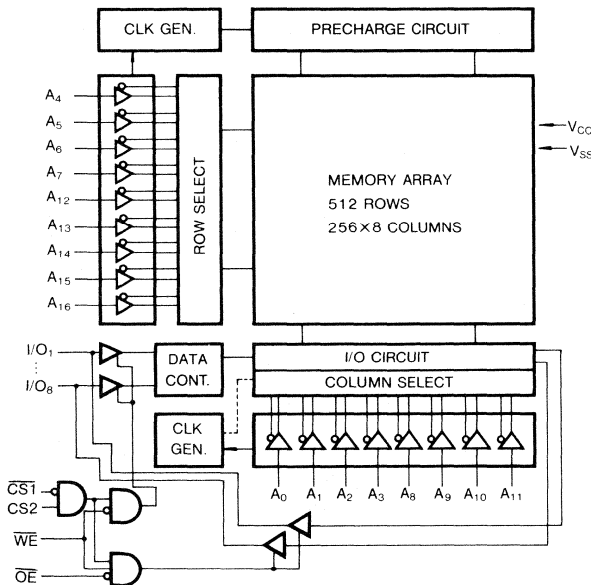 CLK GEN.
PRECHARGE CIRCUIT
A4
A5
A6
A7
A12
A13
A14
A15
A16
ROW SELECT
MEMORY ARRAY
512 ROWS
256×8 COLUMNS
VCC
VSS
I/O1
I/O8
DATA
CONT.
I/O CIRCUIT
COLUMN SELECT
CLK
GEN.
A0 A1 A2 A3 A8 A9 A10 A11
CS1
CS2
WE
OE